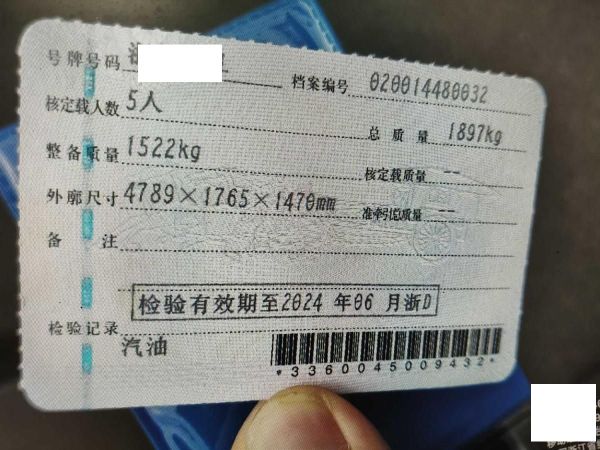 号牌号码
档案编号 020014480032
核定载人数 5人
总质量 1897kg
整备质量 1522kg
核定载质量 --
外廓尺寸 4789×1765×1470mm
准牵引总质量 --
备注
检验有效期至2024年06月浙D
检验记录
汽油
*3360045009432*